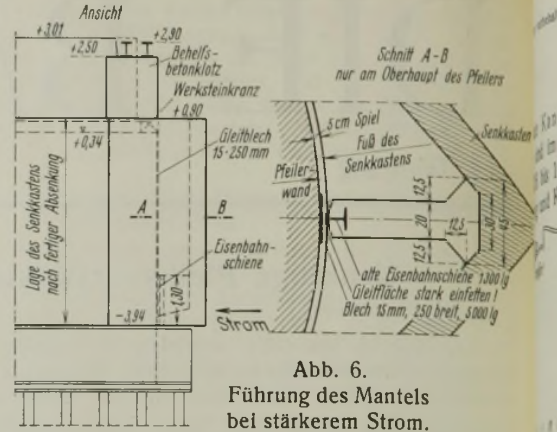 Ansicht
+3,01
+2,90
+2,50
Behelfs-
betonklotz
Werksteinkranz
+0,90
+0,34
Gleitblech
15·250 mm
Lage des Senkkastens
nach fertiger Absenkung
A
B
Eisenbahn-
schiene
1,30
-3,94
Strom
Schnitt A-B
nur am Oberhaupt des Pfeilers
5 cm Spiel
Fuß des
Senkkastens
Senkkasten
Pfeiler-
wand
12,5
20
12,5
12,5
30
45
alte Eisenbahnschiene 1300 lg
Gleitfläche stark einfetten!
Blech 15mm, 250 breit, 5000 lg
Abb. 6.
Führung des Mantels
bei stärkerem Strom.